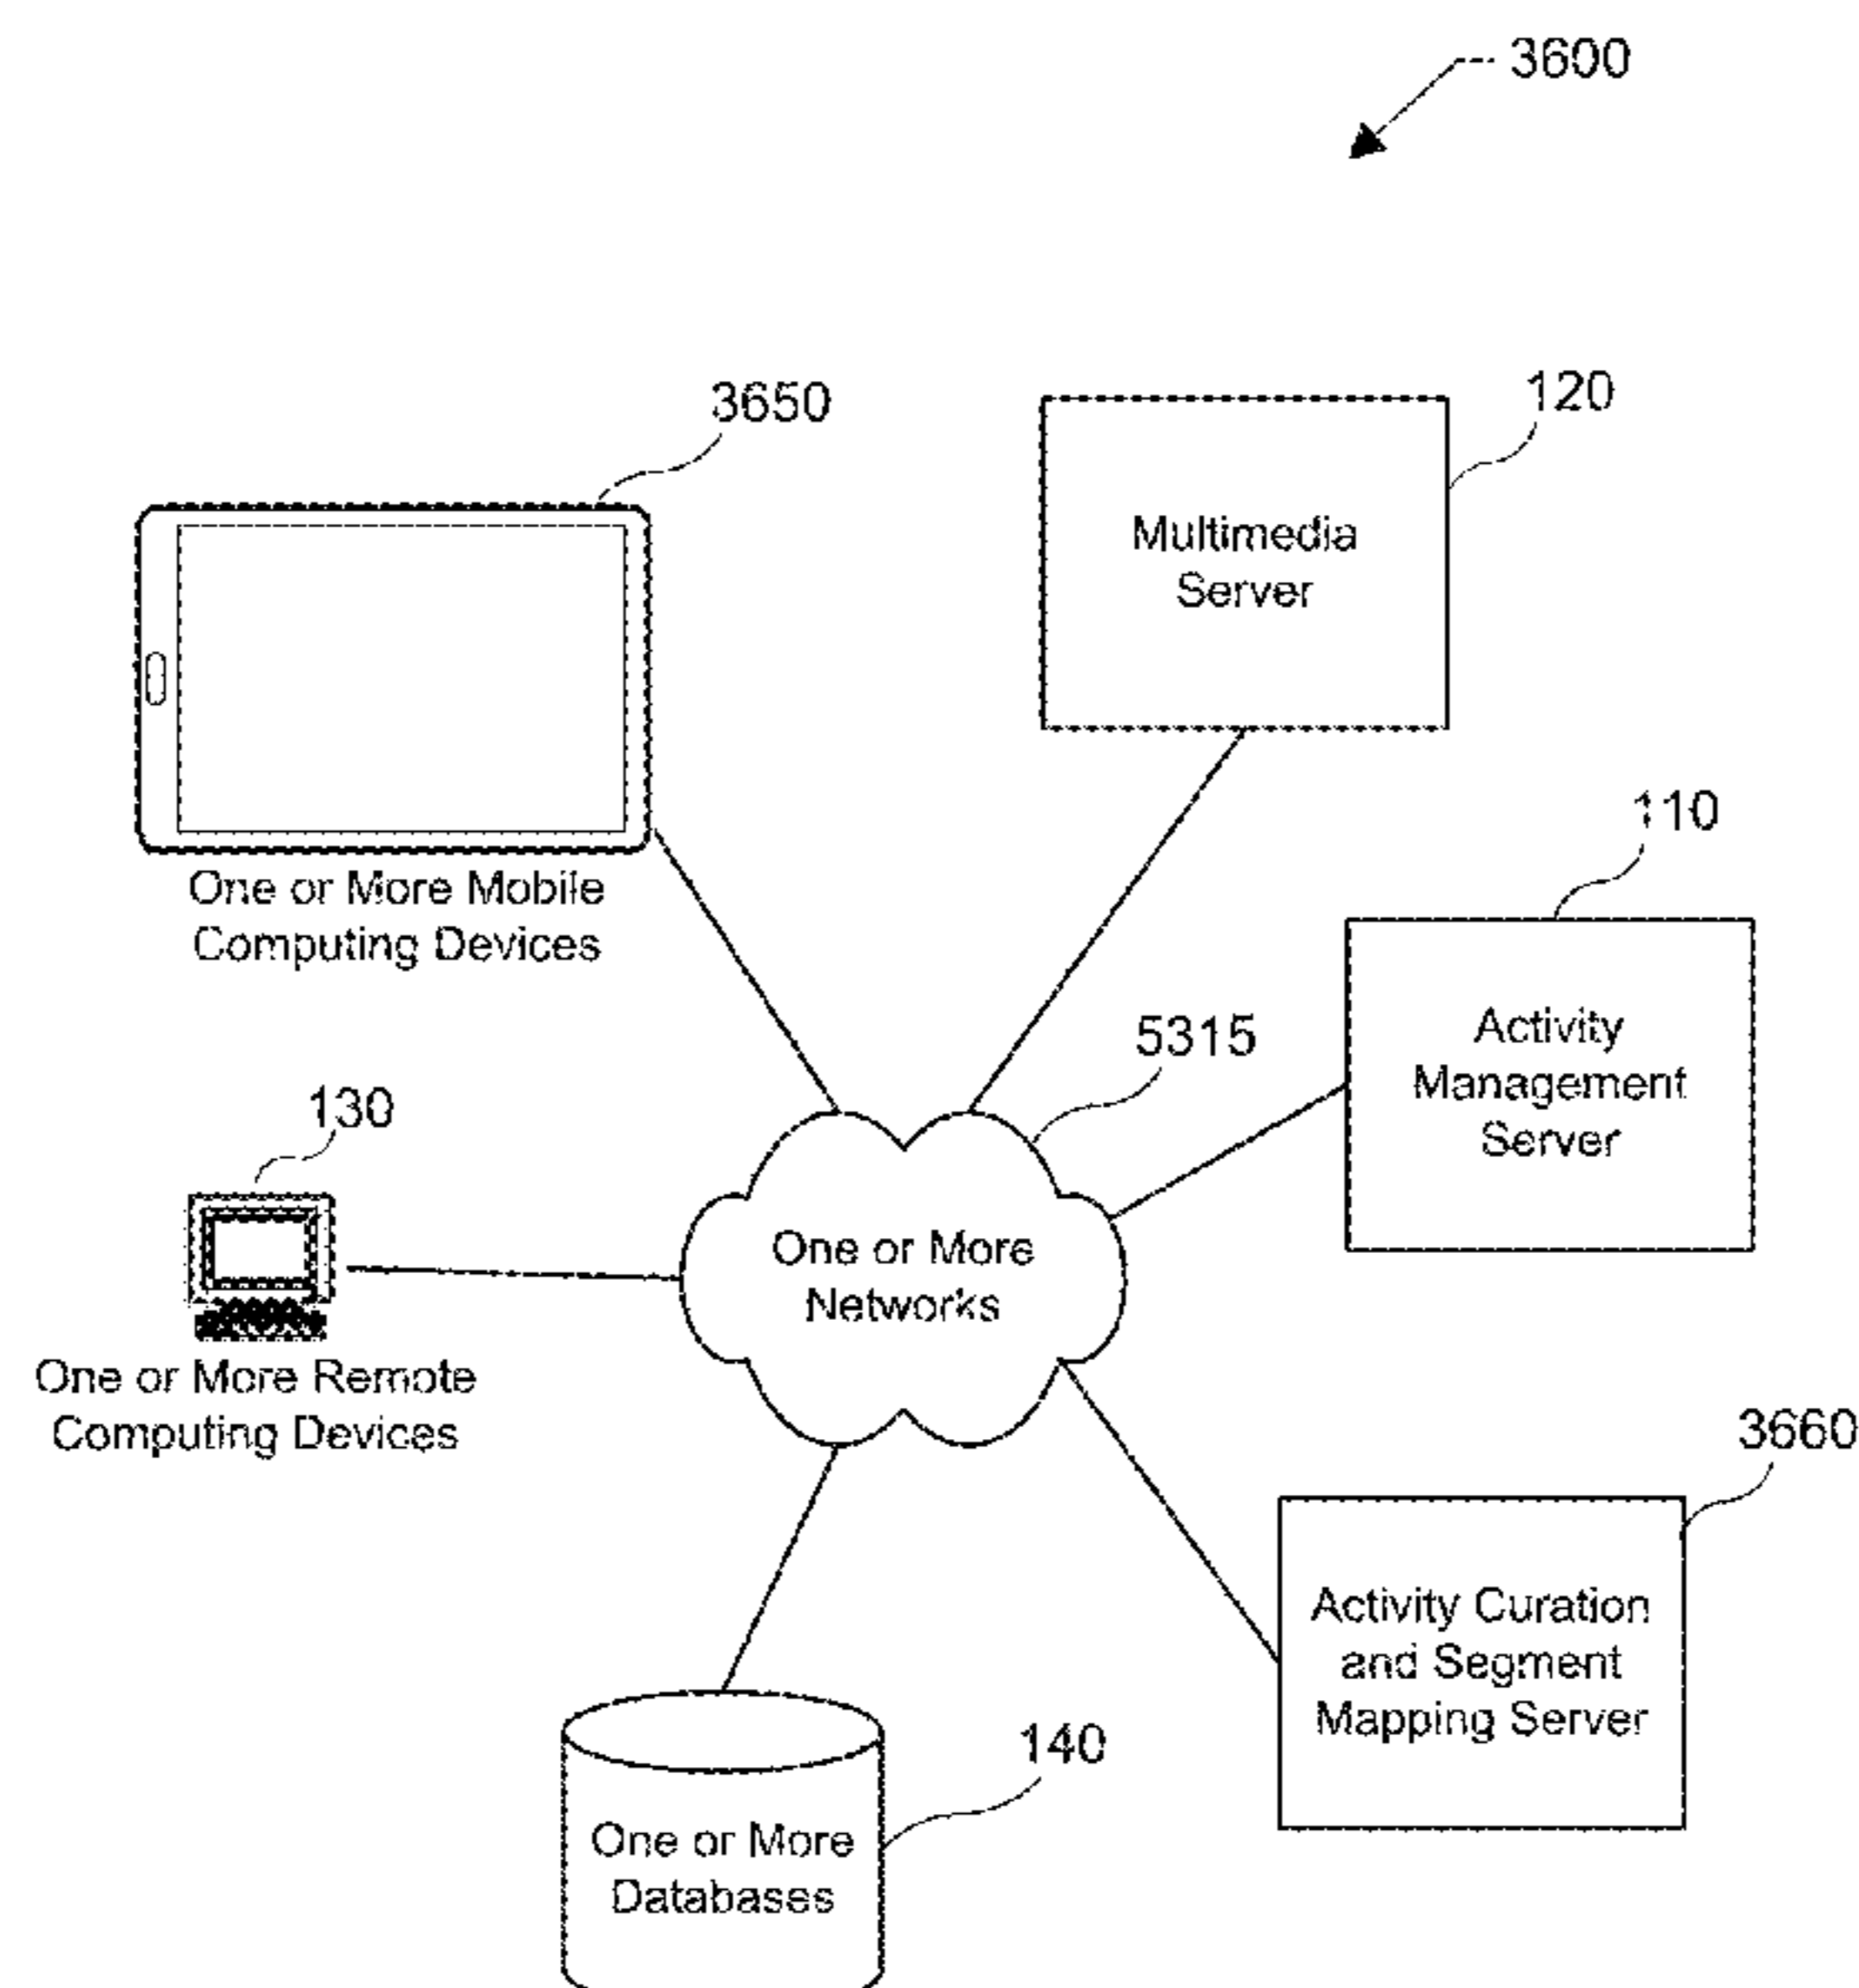 3600
3650
120
Multimedia
Server
One or More Mobile
Computing Devices
110
Activity
Management
Server
5315
130
One or More
Networks
One or More Remote
Computing Devices
3660
Activity Curation
and Segment
Mapping Server
140
One or More
Databases